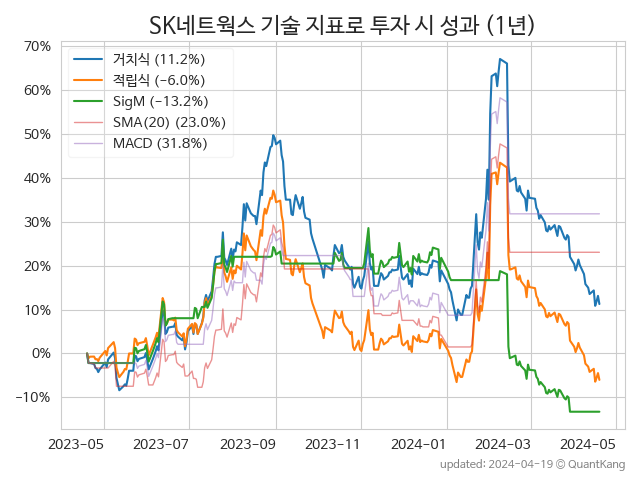 SK네트웍스 기술 지표로 투자 시 성과 (1년)
70%
60%
50%
40%
30%
20%
10%
0%
−10%
거치식 (11.2%)
적립식 (−6.0%)
SigM (−13.2%)
SMA(20) (23.0%)
MACD (31.8%)
2023-05 2023-07 2023-09 2023-11 2024-01 2024-03 2024-05
updated: 2024-04-19 © QuantKang